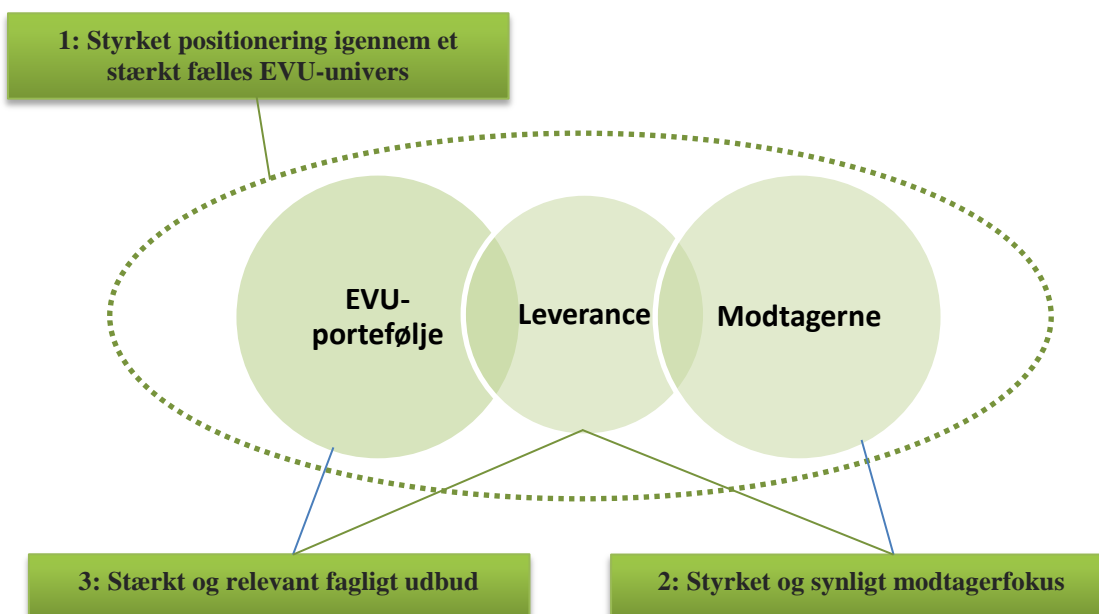 1: Styrket positionering igennem et
stærkt fælles EVU-univers
EVU-
portefølje
Leverance
Modtagerne
3: Stærkt og relevant fagligt udbud
2: Styrket og synligt modtagerfokus